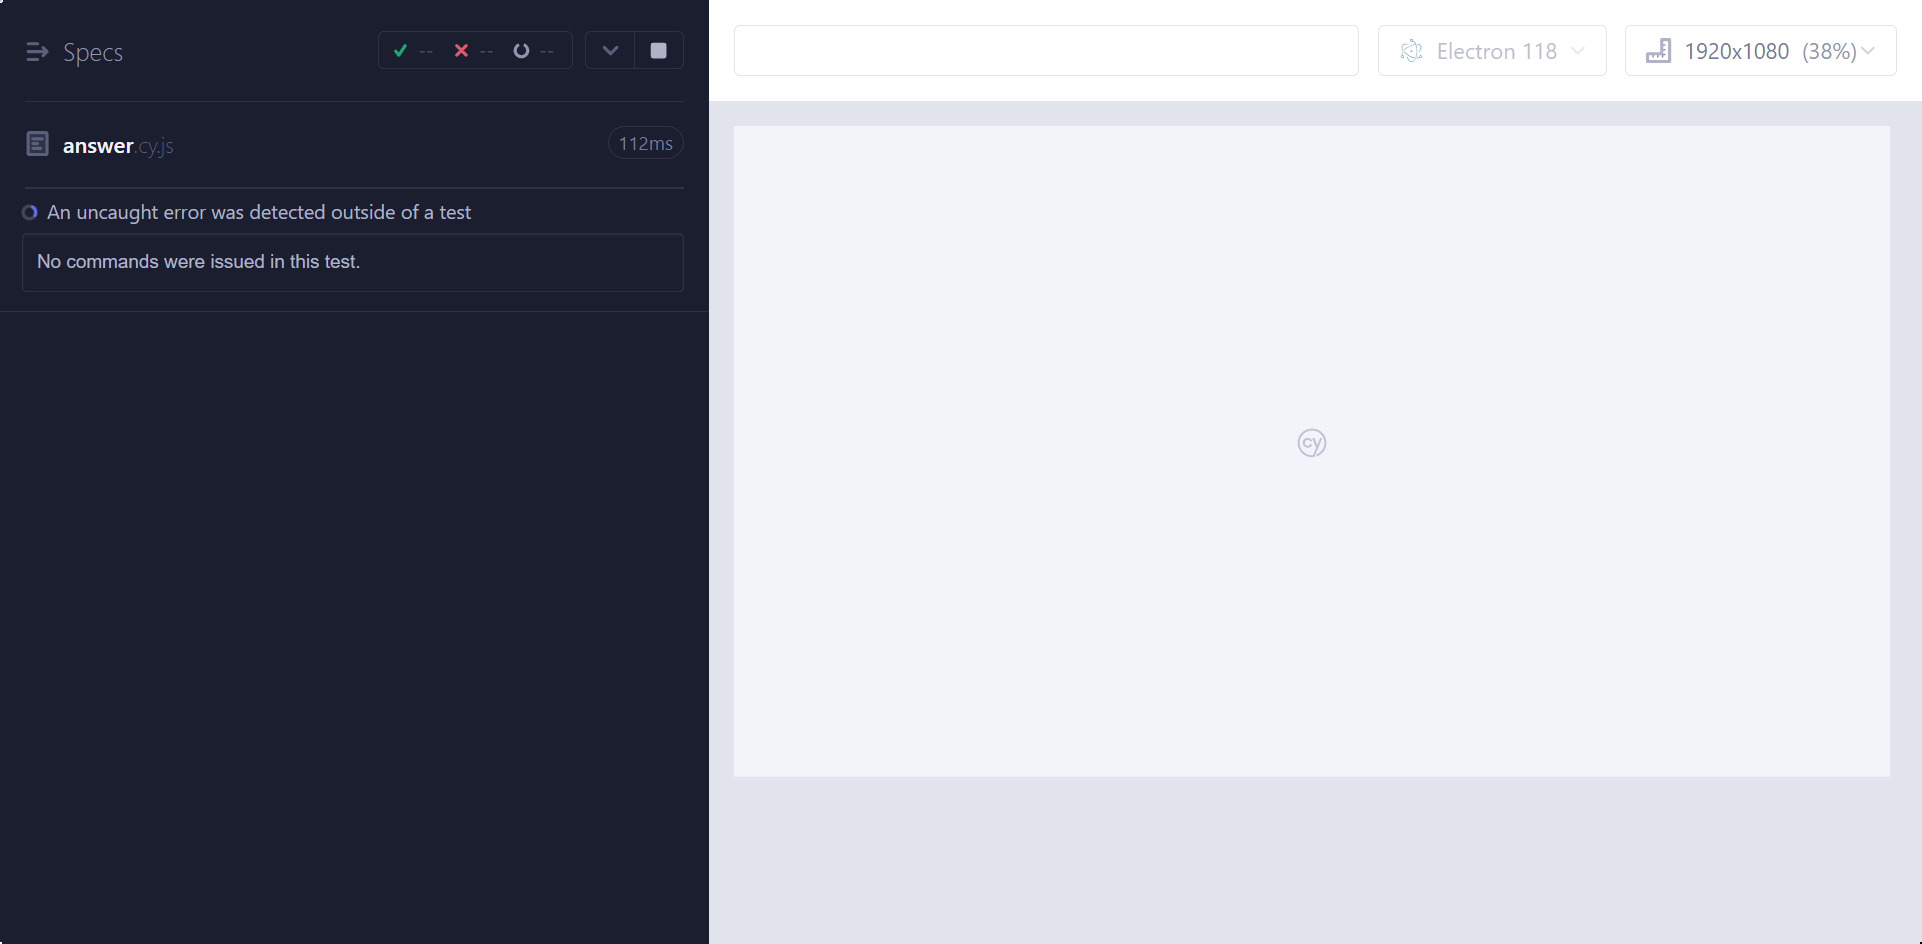 Specs
-- -- --
answer.cy.js
112ms
An uncaught error was detected outside of a test
No commands were issued in this test.
Electron 118
1920x1080 (38%)
cy